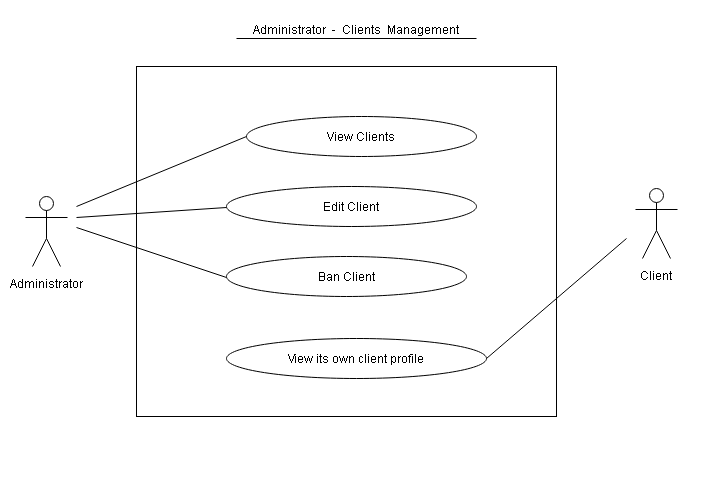 Administrator - Clients Management
View Clients
Edit Client
Ban Client
View its own client profile
Administrator
Client